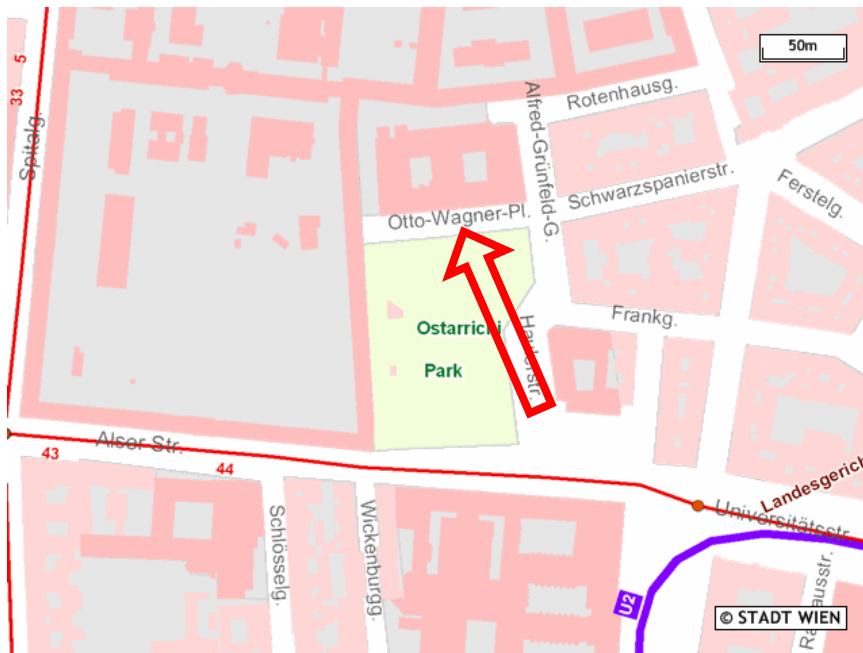 50m
5
33
Spitalg.
Rotenhausg.
Alfred-Grünfeld-G.
Schwarzspanierstr.
Ferstelg.
Otto-Wagner-Pl.
Frankg.
Ostarrichi
Park
Haulerstr.
Alser Str.
43
44
Landesgerich
Universitätsstr.
Schlösselg.
Wickenburgg.
U2
© STADT WIEN